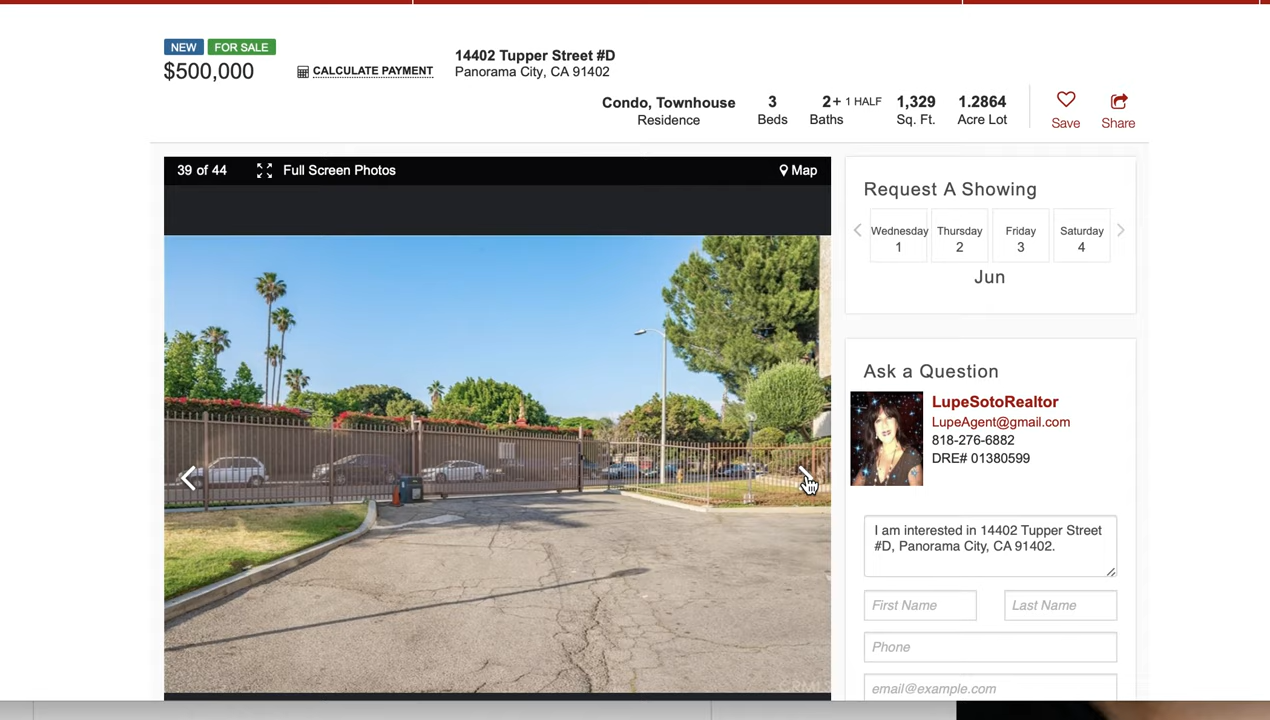 NEW FOR SALE
$500,000
CALCULATE PAYMENT
14402 Tupper Street #D
Panorama City, CA 91402
Condo, Townhouse
Residence
3
Beds
2+ 1 HALF
Baths
1,329
Sq. Ft.
1.2864
Acre Lot
Save
Share
39 of 44 Full Screen Photos Map
Request A Showing
Wednesday
1
Thursday
2
Friday
3
Saturday
4
Jun
Ask a Question
LupeSotoRealtor
LupeAgent@gmail.com
818-276-6882
DRE# 01380599
I am interested in 14402 Tupper Street
#D, Panorama City, CA 91402.
First Name
Last Name
Phone
email@example.com